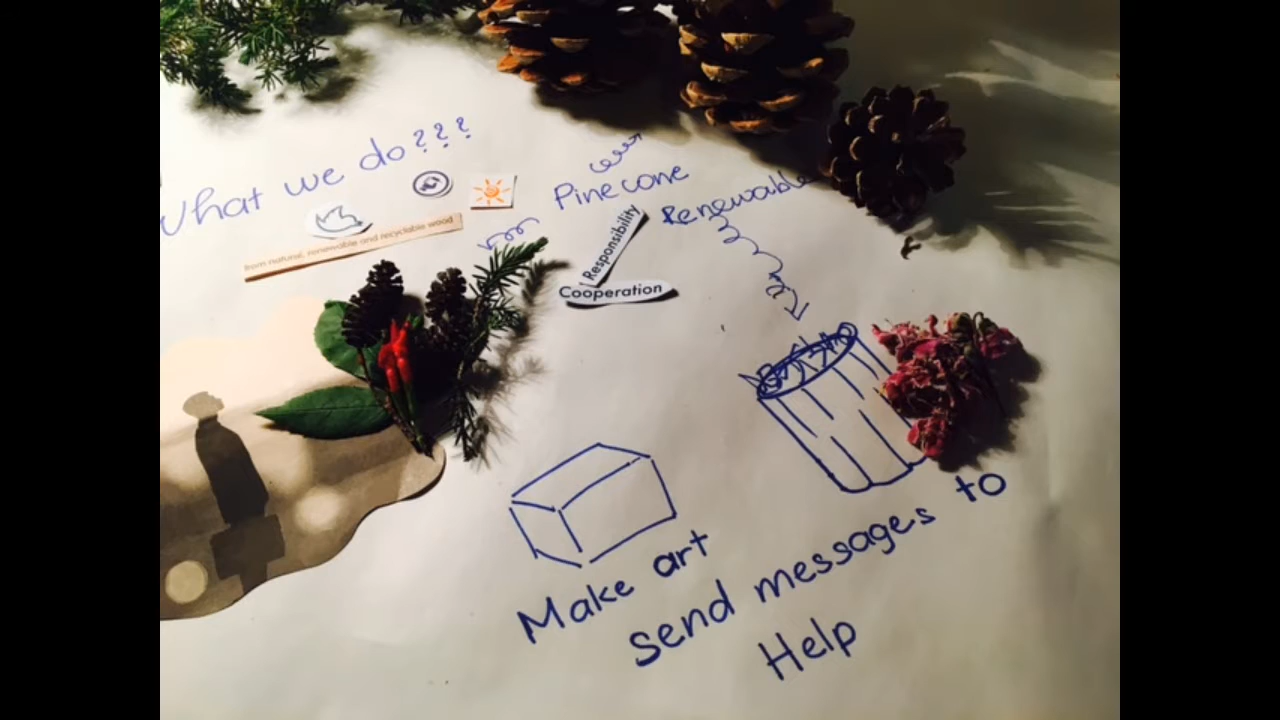 What we do???
from natural, renewable and recyclable wood
Pinecone
Renewable
Responsibility
Cooperation
Make art
send messages to
Help